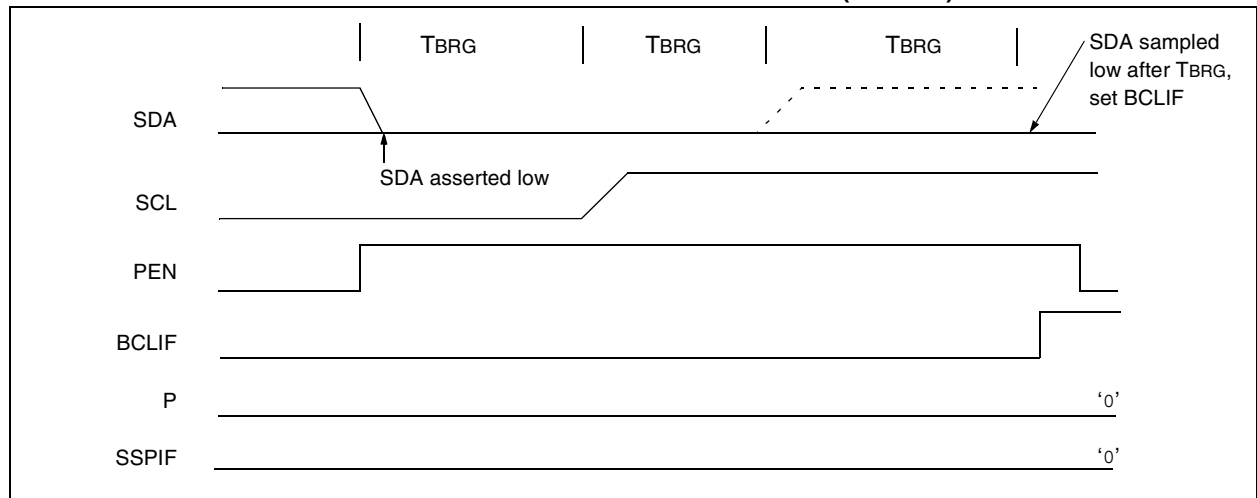 TBRG TBRG TBRG
SDA sampled
low after TBRG,
set BCLIF
SDA
SDA asserted low
SCL
PEN
BCLIF
P '0'
SSPIF '0'